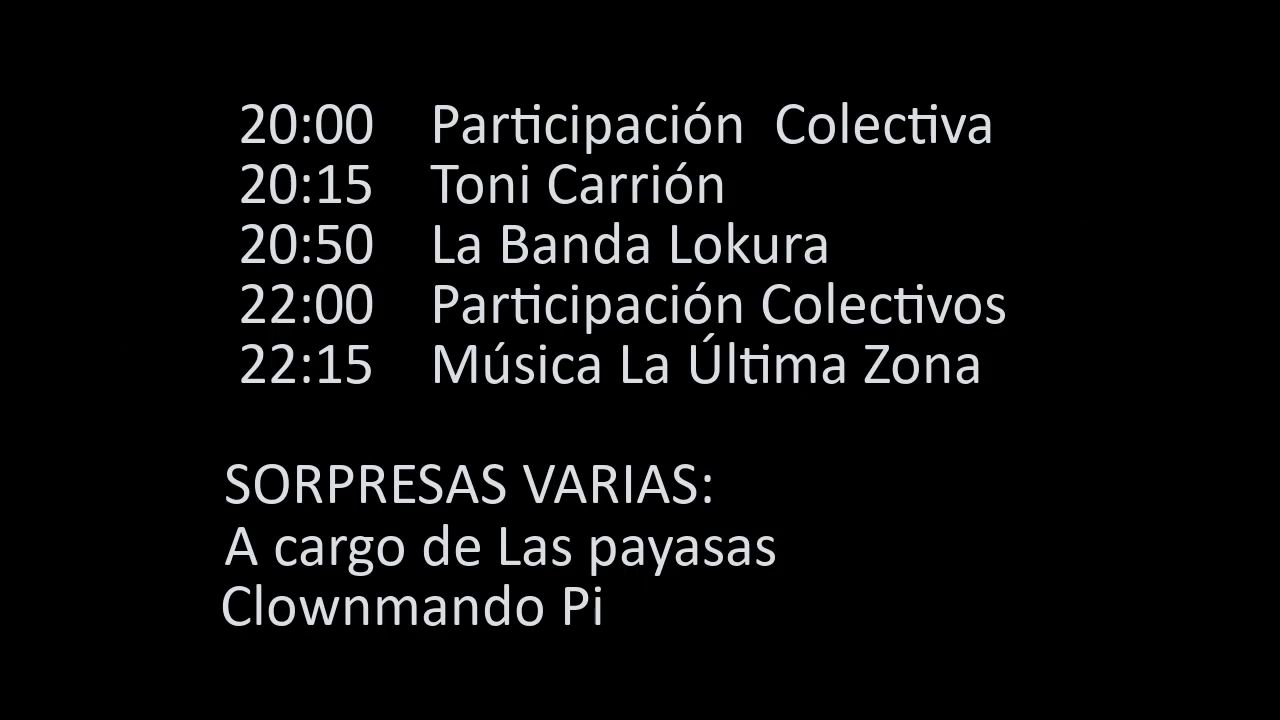 20:00 Participación Colectiva
20:15 Toni Carrión
20:50 La Banda Lokura
22:00 Participación Colectivos
22:15 Música La Última Zona
SORPRESAS VARIAS:
A cargo de Las payasas
Clownmando Pi